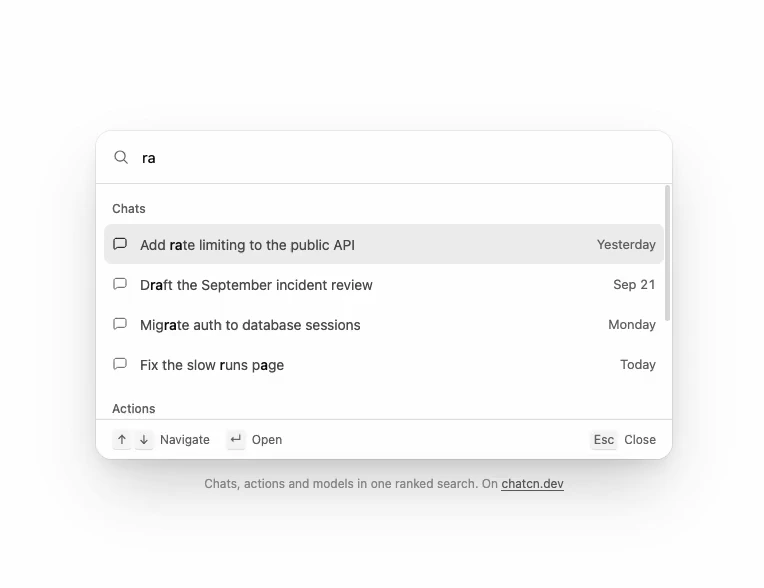 ra
Chats
Add rate limiting to the public API Yesterday
Draft the September incident review Sep 21
Migrate auth to database sessions Monday
Fix the slow runs page Today
Actions
↑ ↓ Navigate ↵ Open Esc Close
Chats, actions and models in one ranked search. On chatcn.dev